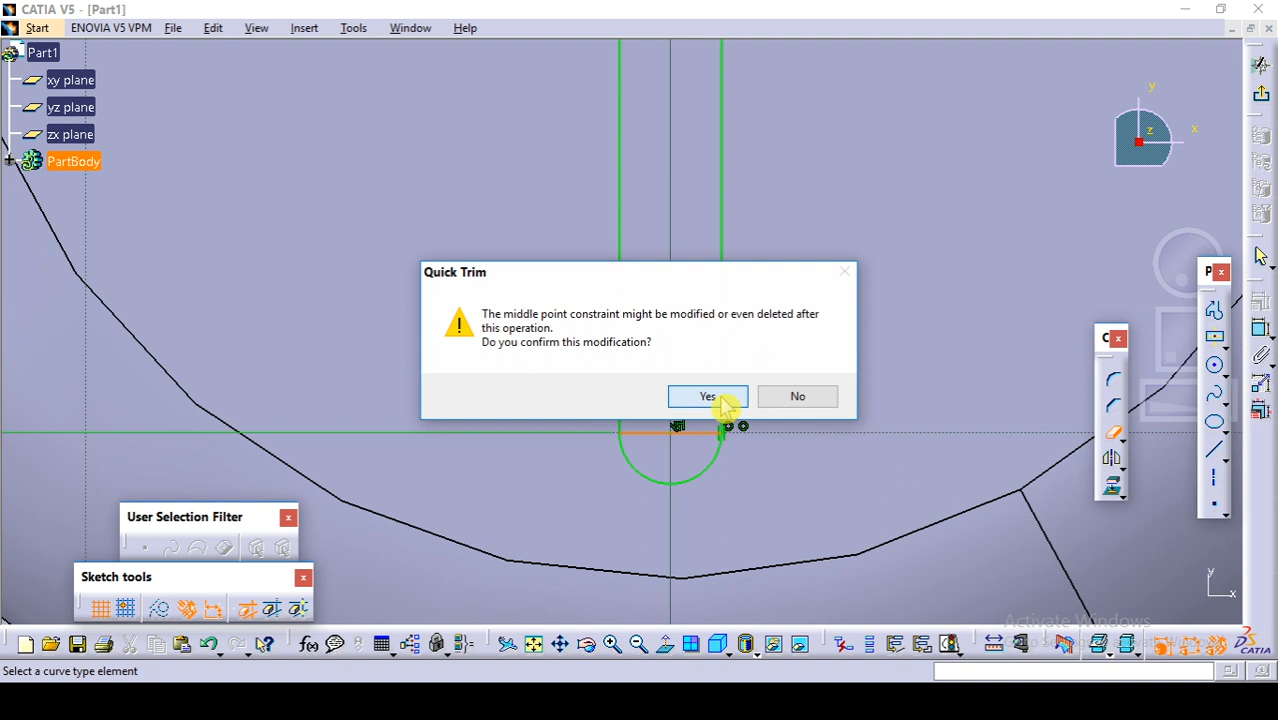 CATIA V5 - [Part1]
Start ENOVIA V5 VPM File Edit View Insert Tools Window Help
Part1
xy plane
yz plane
zx plane
PartBody
y
z
x
Quick Trim
The middle point constraint might be modified or even deleted after
this operation.
Do you confirm this modification?
Yes
No
P
C
User Selection Filter
Sketch tools
y
x
Activate Windows
f(x)
CATIA
Select a curve type element